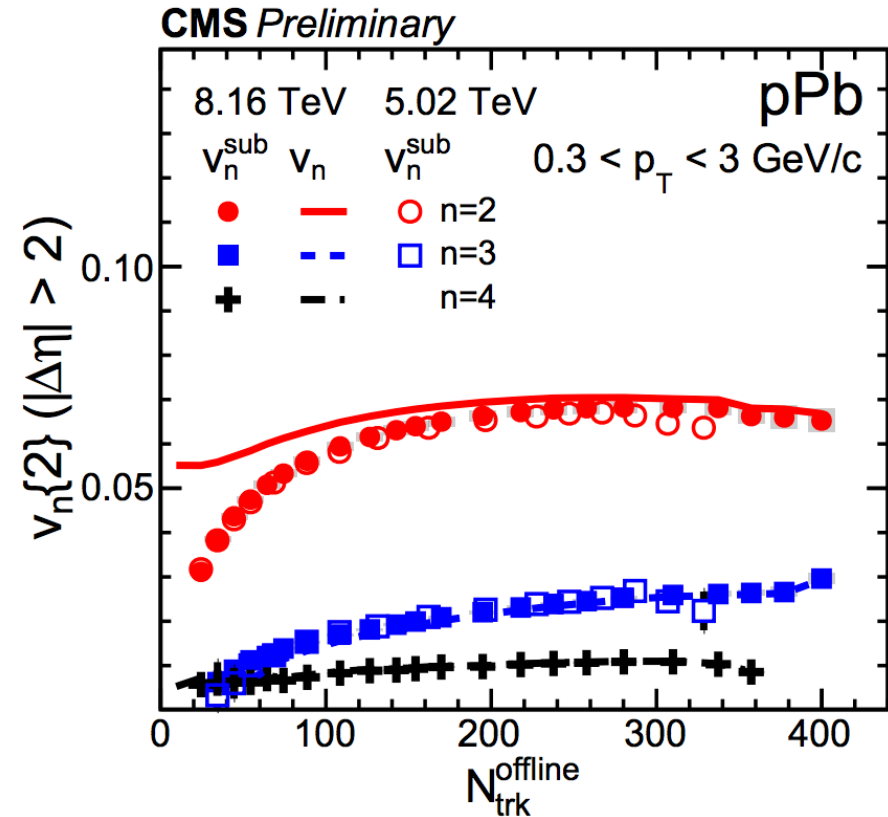 CMS Preliminary
8.16 TeV 5.02 TeV pPb
v_n^sub v_n v_n^sub 0.3 < p_T < 3 GeV/c
n=2
n=3
n=4
v_n{2} (|Δη| > 2)
0.10
0.05
0 100 200 300 400
N_trk^offline